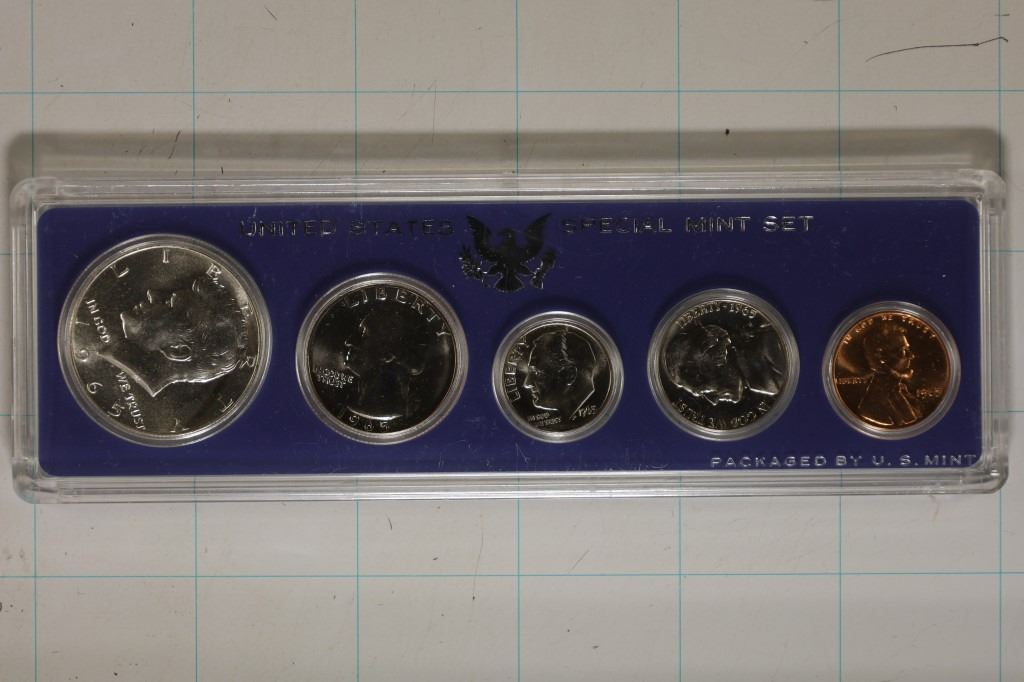 UNITED STATES SPECIAL MINT SET
LIBERTY
IN GOD
WE TRUST
1965
LIBERTY
IN GOD WE
TRUST
1965
LIBERTY
IN GOD
WE TRUST
1965
LIBERTY · 1965
IN GOD WE TRUST
IN GOD WE TRUST
LIBERTY
1965
PACKAGED BY U. S. MINT